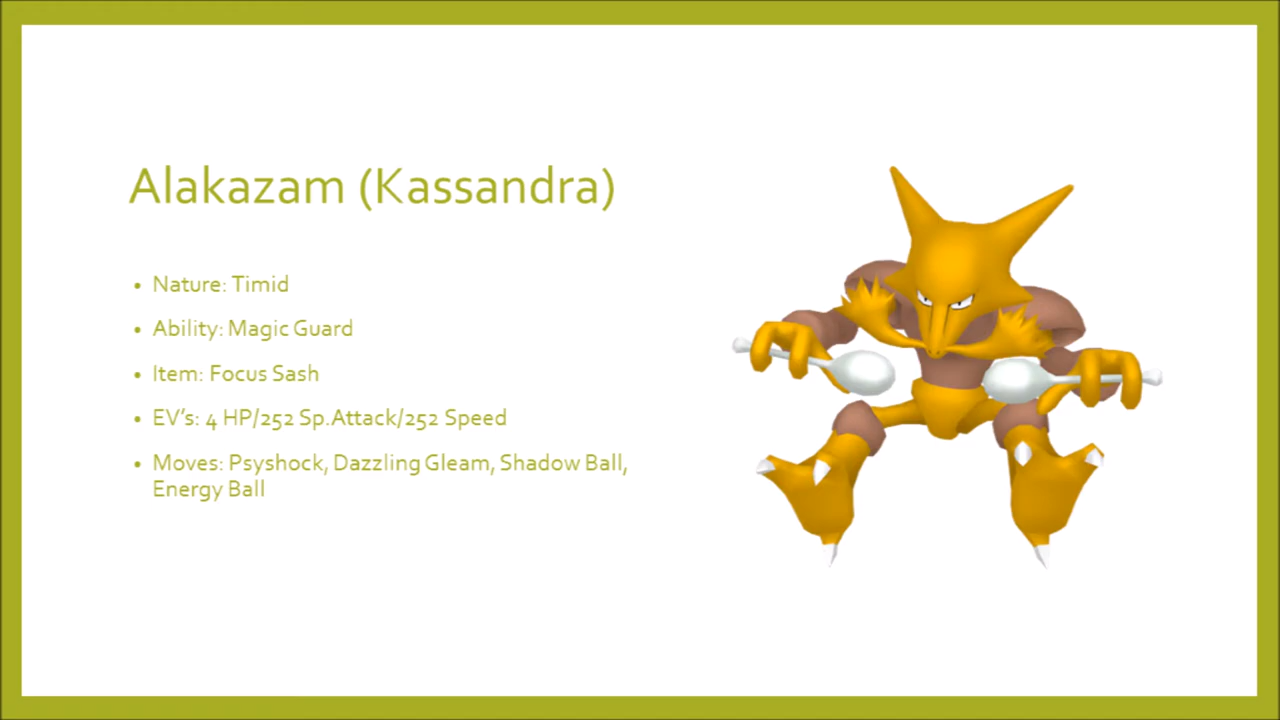 Alakazam (Kassandra)
• Nature: Timid
• Ability: Magic Guard
• Item: Focus Sash
• EV’s: 4 HP/252 Sp.Attack/252 Speed
• Moves: Psyshock, Dazzling Gleam, Shadow Ball,
Energy Ball